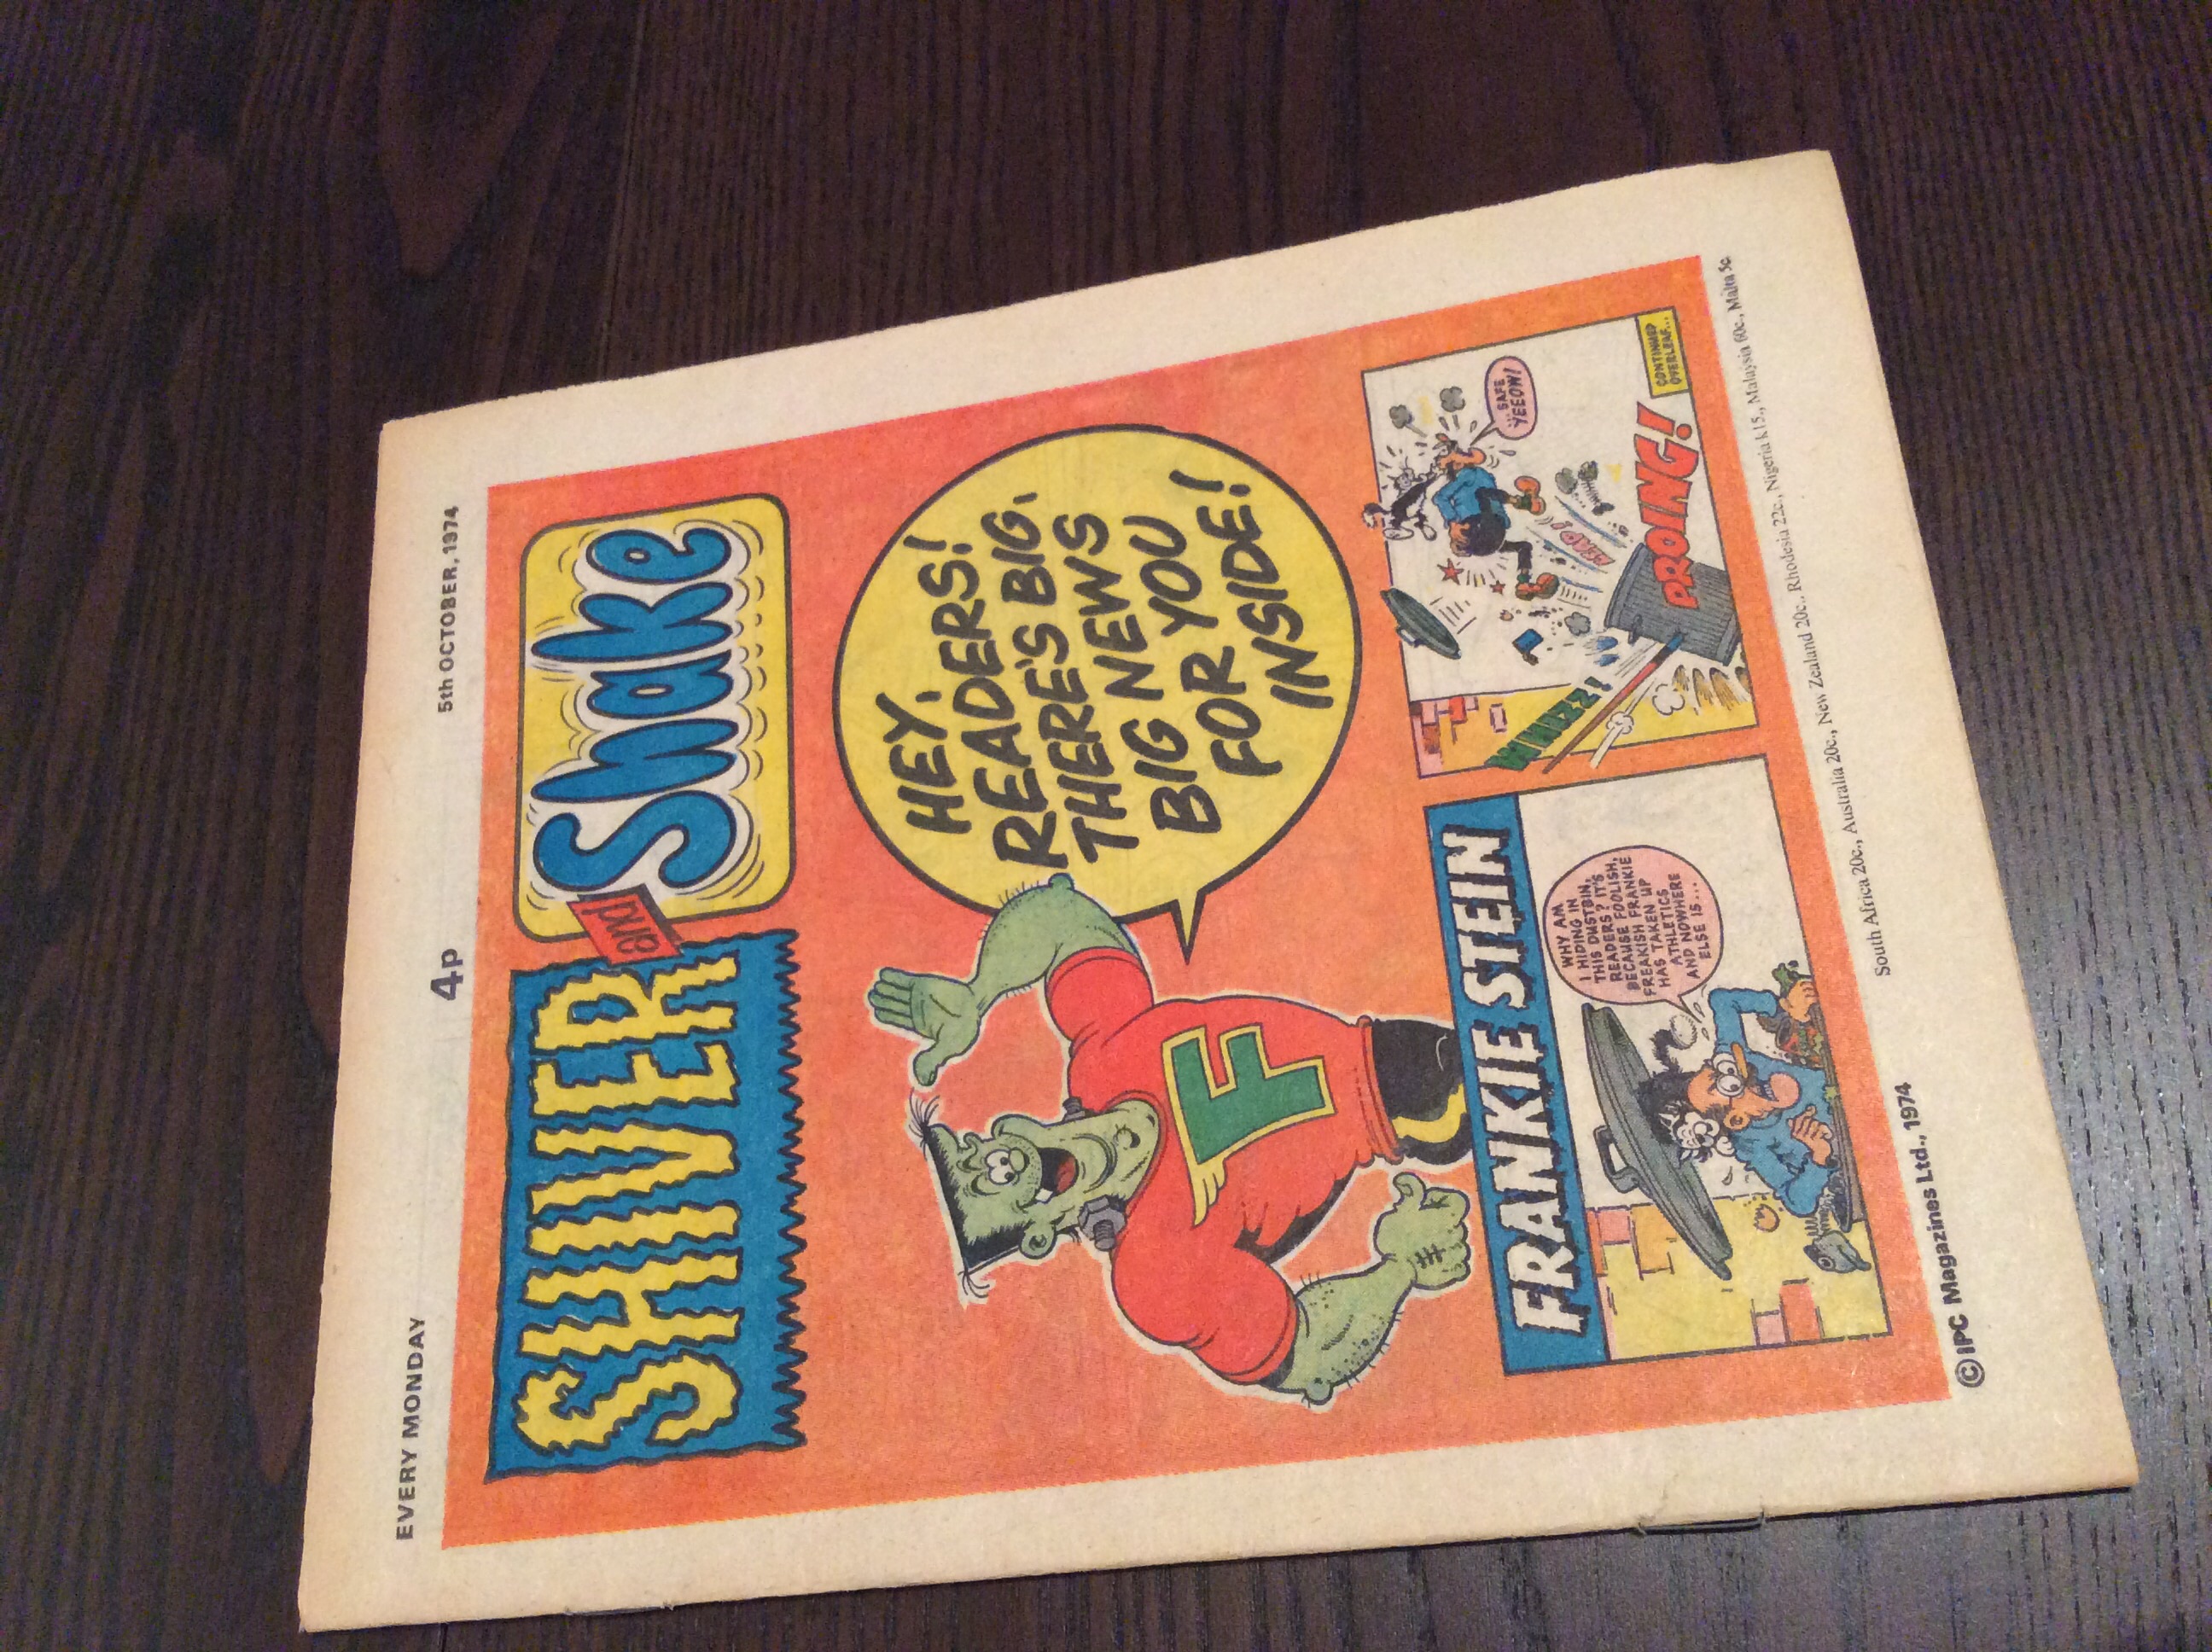 EVERY MONDAY 4p 5th OCTOBER, 1974
SHIVER and Shake
HEY,
READERS!
HERE'S BIG,
THERE'S BIG,
BIG NEWS
FOR YOU
INSIDE!
F
FRANKIE STEIN
WHY AM
I HIDING IN
THIS DUSTBIN,
READERS? IT'S
BECAUSE FOOLISH,
FREAKISH FRANKIE
HAS TAKEN UP
ATHLETICS
AND NOWHERE
ELSE IS...
WHIZZ!
LEAP!
...SAFE
YEEOW!
PROING!
CONTINUED
OVERLEAF...
© IPC Magazines Ltd., 1974
South Africa 20c., Australia 20c., New Zealand 20c., Rhodesia 22c., Nigeria k15., Malaysia 60c., Malta 5c.